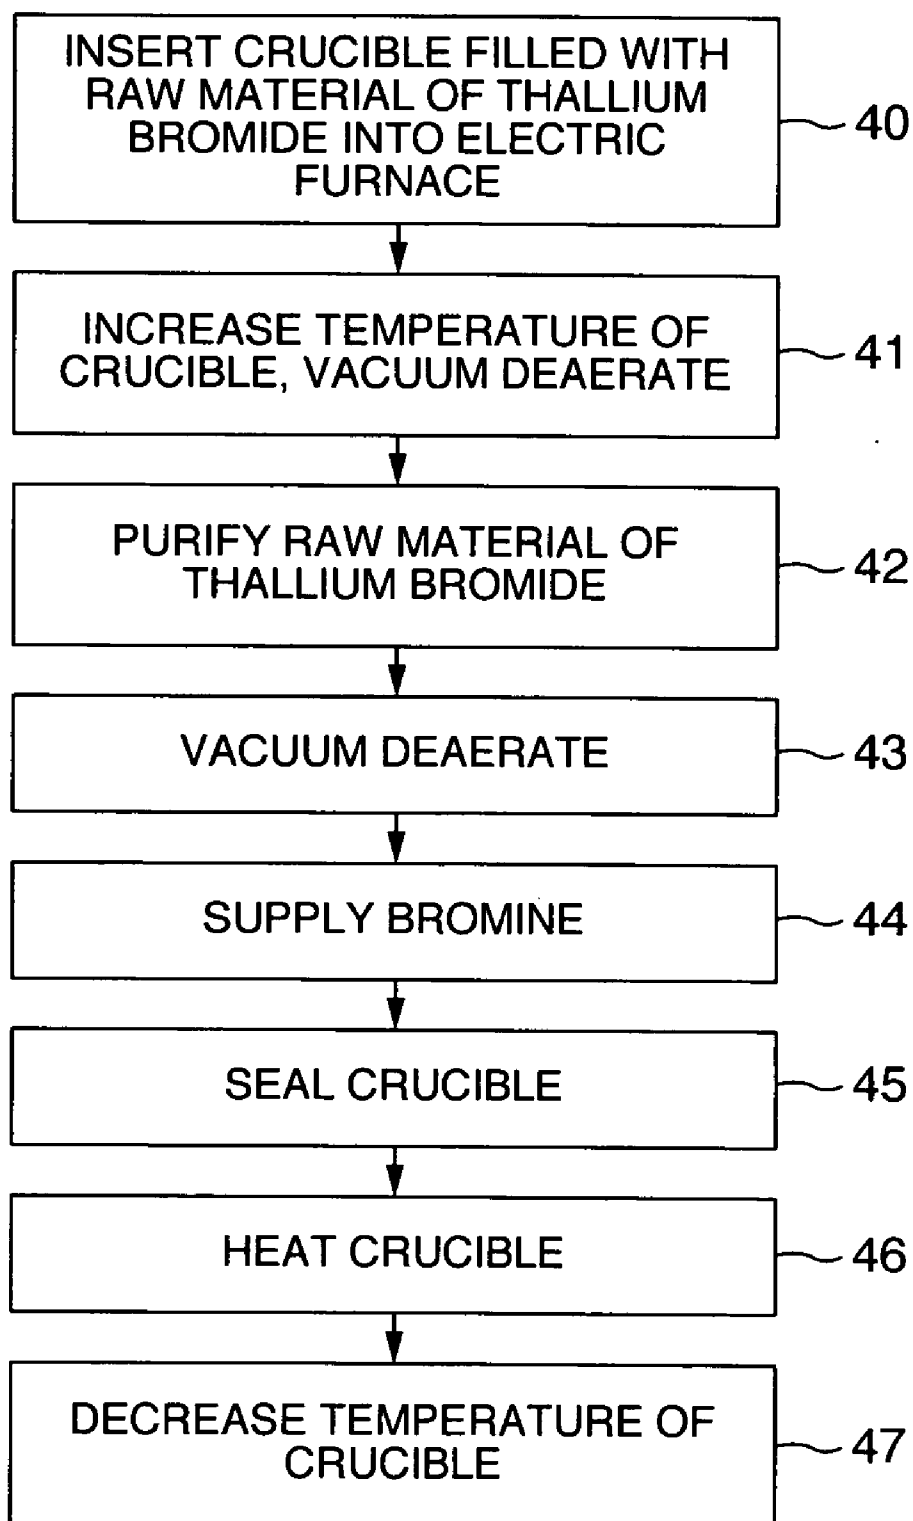 INSERT CRUCIBLE FILLED WITH
RAW MATERIAL OF THALLIUM
BROMIDE INTO ELECTRIC
FURNACE
40
INCREASE TEMPERATURE OF
CRUCIBLE, VACUUM DEAERATE
41
PURIFY RAW MATERIAL OF
THALLIUM BROMIDE
42
VACUUM DEAERATE
43
SUPPLY BROMINE
44
SEAL CRUCIBLE
45
HEAT CRUCIBLE
46
DECREASE TEMPERATURE OF
CRUCIBLE
47